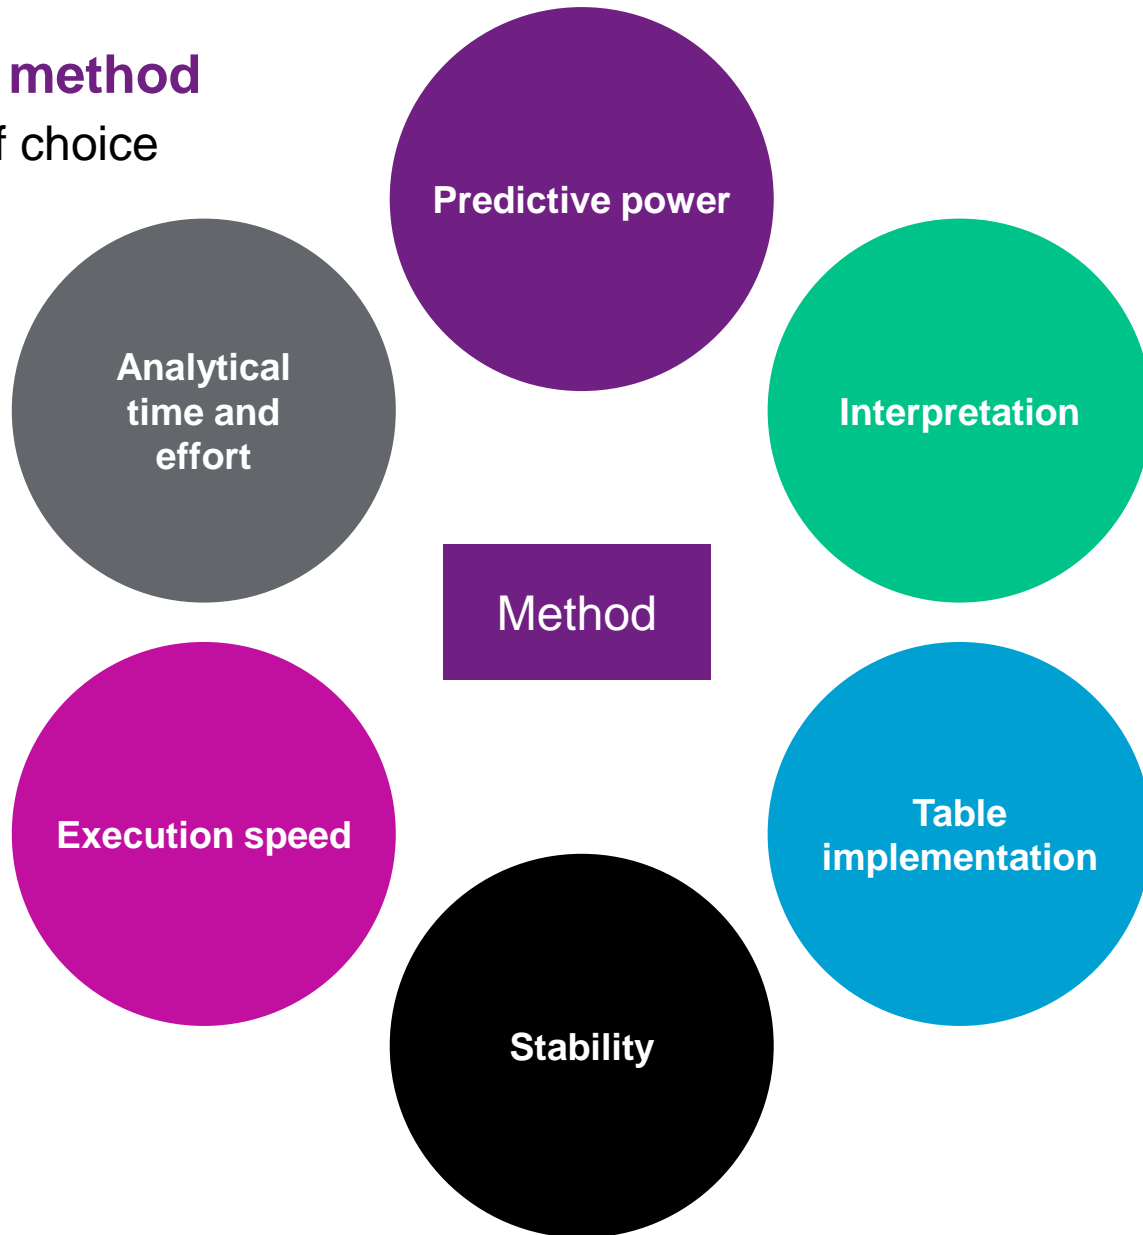 method
f choice
Predictive power
Analytical
time and
effort
Interpretation
Method
Execution speed
Table
implementation
Stability